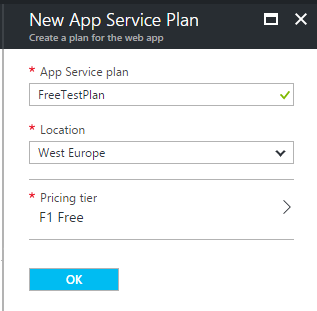 New App Service Plan
Create a plan for the web app
* App Service plan
FreeTestPlan
* Location
West Europe
* Pricing tier
F1 Free
OK